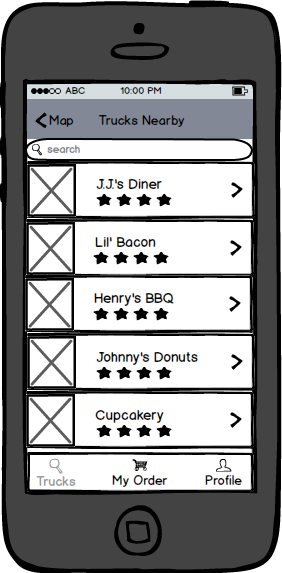 ABC 10:00 PM
Map Trucks Nearby
search
J.J.'s Diner
Lil' Bacon
Henry's BBQ
Johnny's Donuts
Cupcakery
Trucks My Order Profile